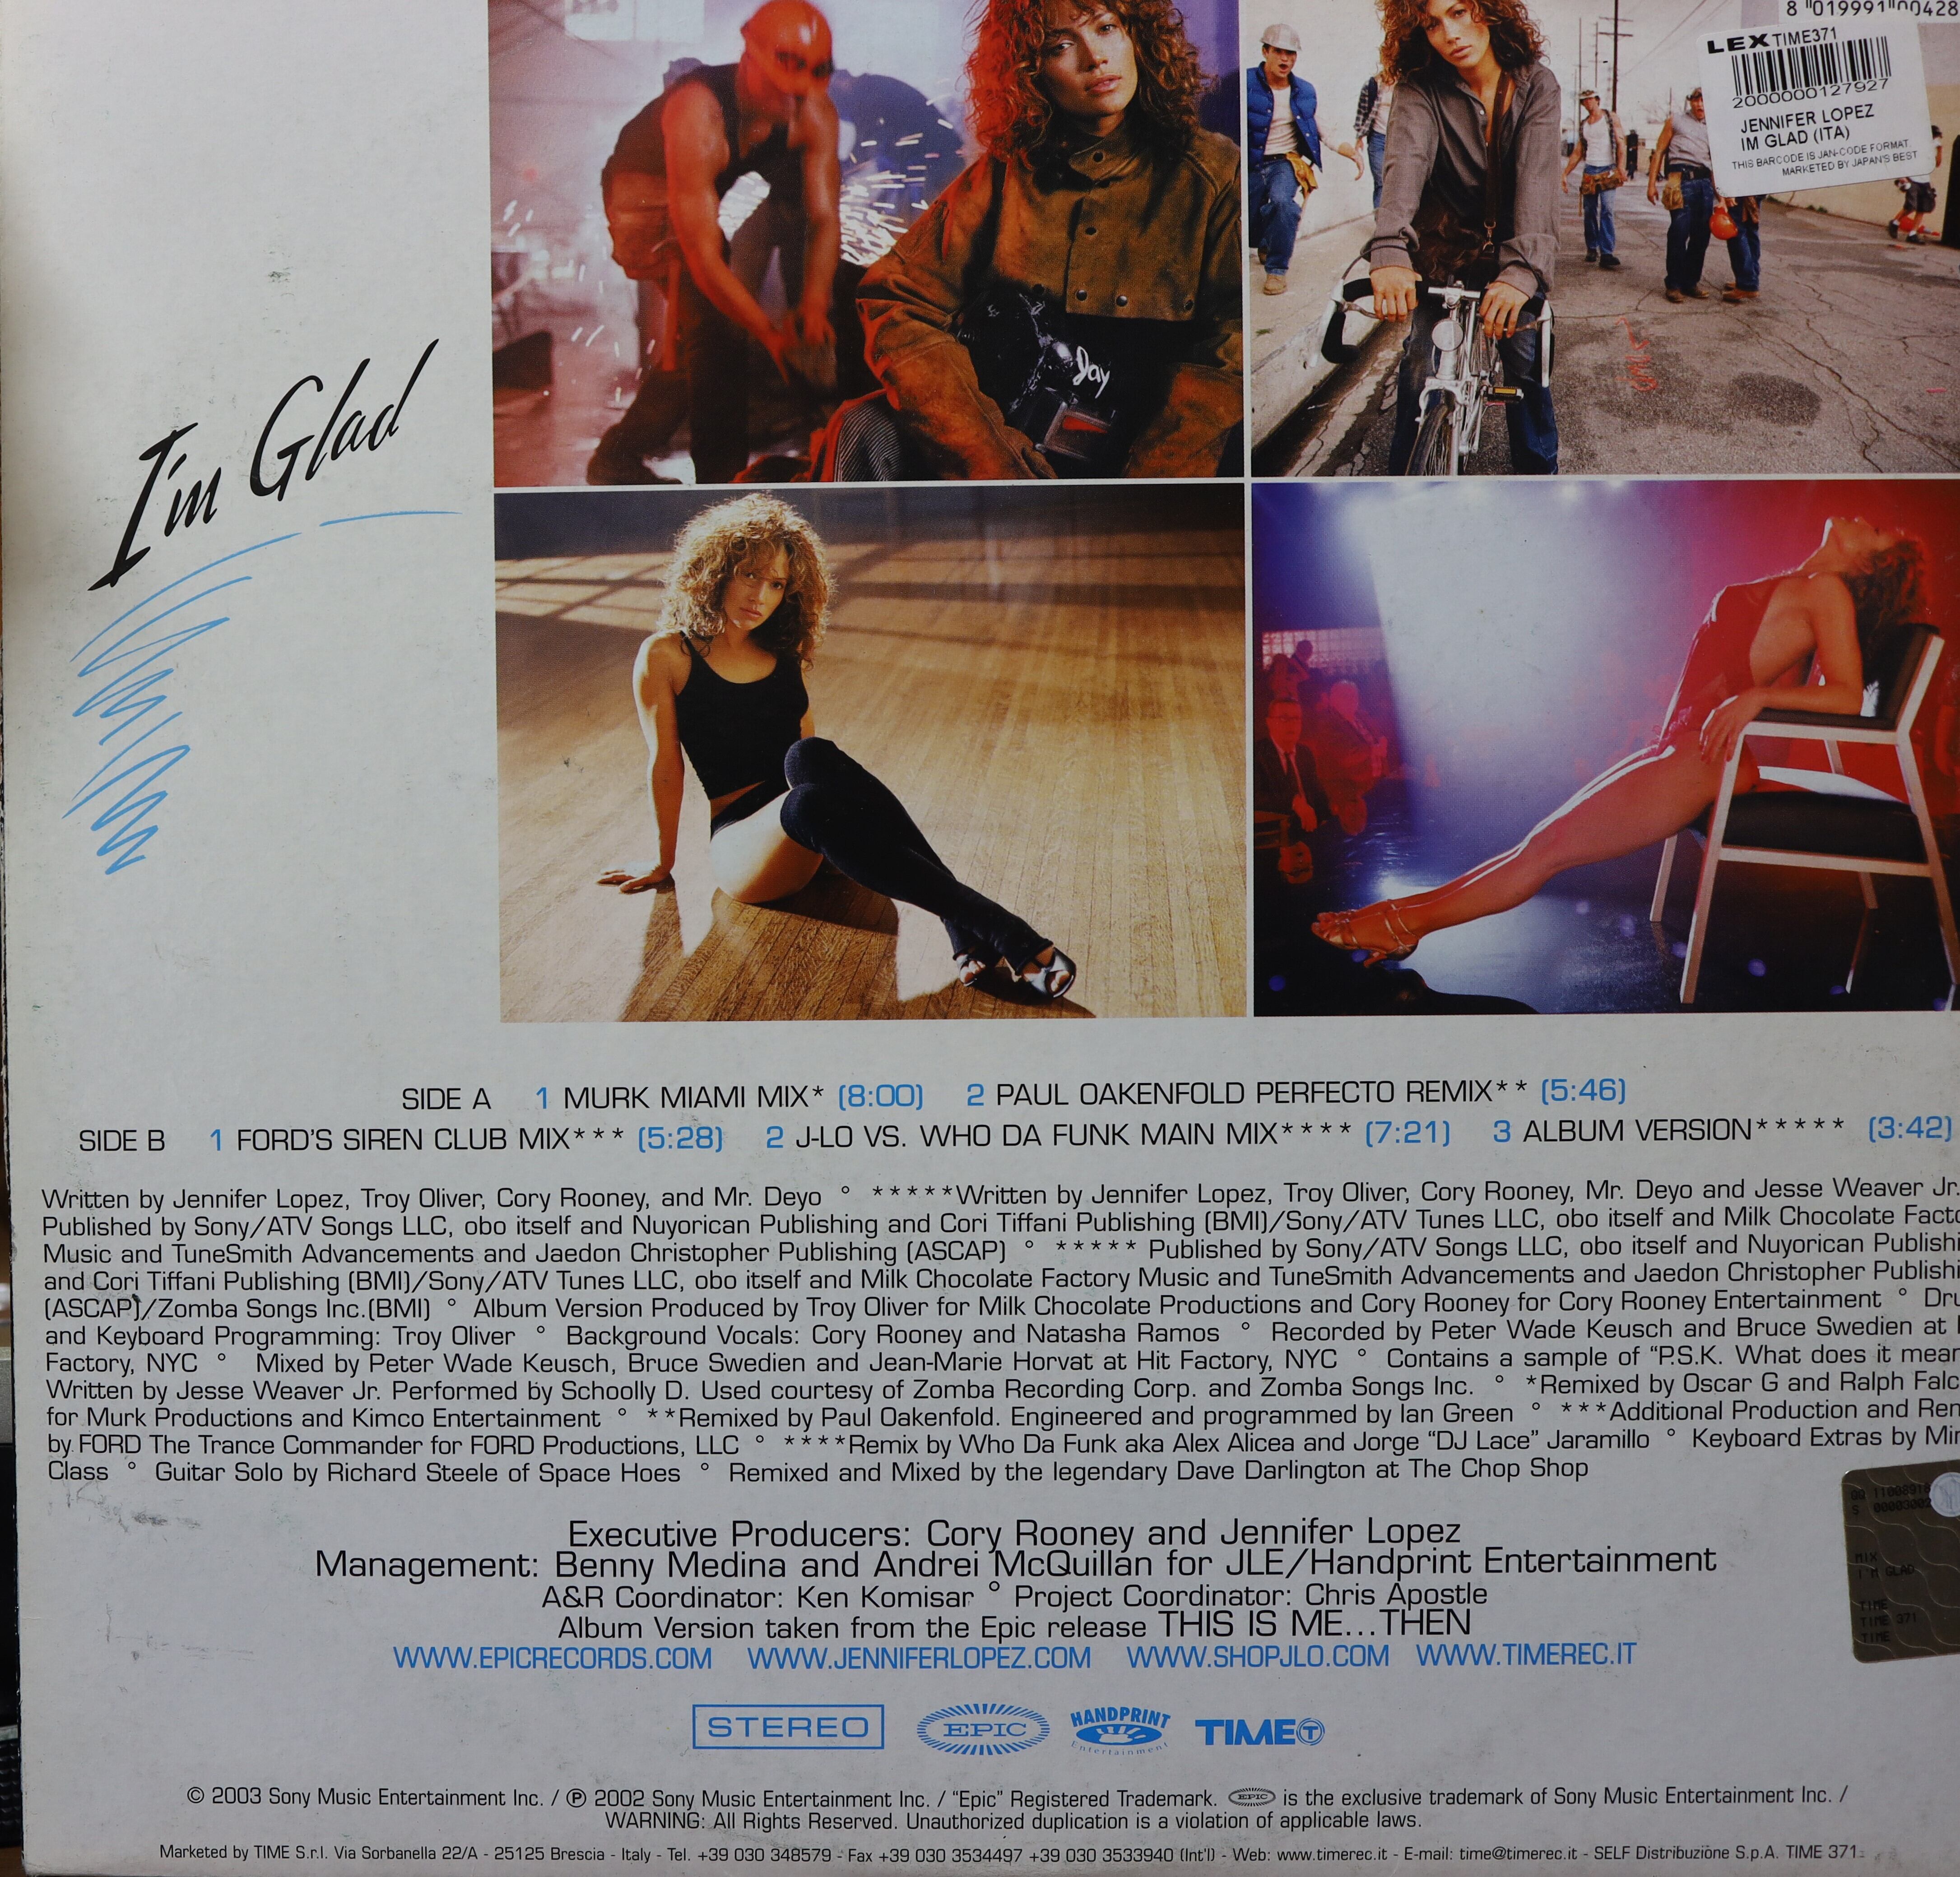 8 "019991"00428
LEX TIME371
2000000127927
JENNIFER LOPEZ
IM GLAD (ITA)
THIS BARCODE IS JAN-CODE FORMAT
MARKETED BY JAPAN'S BEST
Jay
I'm Glad
SIDE A 1 MURK MIAMI MIX* (8:00) 2 PAUL OAKENFOLD PERFECTO REMIX** (5:46)
SIDE B 1 FORD'S SIREN CLUB MIX*** (5:28) 2 J-LO VS. WHO DA FUNK MAIN MIX**** (7:21) 3 ALBUM VERSION***** (3:42)
Written by Jennifer Lopez, Troy Oliver, Cory Rooney, and Mr. Deyo ° *****Written by Jennifer Lopez, Troy Oliver, Cory Rooney, Mr. Deyo and Jesse Weaver Jr.
Published by Sony/ATV Songs LLC, obo itself and Nuyorican Publishing and Cori Tiffani Publishing (BMI)/Sony/ATV Tunes LLC, obo itself and Milk Chocolate
Music and TuneSmith Advancements and Jaedon Christopher Publishing (ASCAP) ° ***** Published by Sony/ATV Songs LLC, obo itself and Nuyorican
and Cori Tiffani Publishing (BMI)/Sony/ATV Tunes LLC, obo itself and Milk Chocolate Factory Music and TuneSmith Advancements and Jaedon Christopher
(ASCAP)/Zomba Songs Inc.(BMI) ° Album Version Produced by Troy Oliver for Milk Chocolate Productions and Cory Rooney for Cory Rooney Entertainment °
and Keyboard Programming: Troy Oliver ° Background Vocals: Cory Rooney and Natasha Ramos ° Recorded by Peter Wade Keusch and Bruce Swedien at
Factory, NYC ° Mixed by Peter Wade Keusch, Bruce Swedien and Jean-Marie Horvat at Hit Factory, NYC ° Contains a sample of "P.S.K. What does it mean
Written by Jesse Weaver Jr. Performed by Schoolly D. Used courtesy of Zomba Recording Corp. and Zomba Songs Inc. ° *Remixed by Oscar G and Ralph
for Murk Productions and Kimco Entertainment ° **Remixed by Paul Oakenfold. Engineered and programmed by Ian Green ° ***Additional Production and
by FORD The Trance Commander for FORD Productions, LLC ° ****Remix by Who Da Funk aka Alex Alicea and Jorge "DJ Lace" Jaramillo ° Keyboard Extras by
Class ° Guitar Solo by Richard Steele of Space Hoes ° Remixed and Mixed by the legendary Dave Darlington at The Chop Shop
MIX
I'M GLAD
TIME
TIME 371
TIME
Executive Producers: Cory Rooney and Jennifer Lopez
Management: Benny Medina and Andrei McQuillan for JLE/Handprint Entertainment
A&R Coordinator: Ken Komisar ° Project Coordinator: Chris Apostle
Album Version taken from the Epic release THIS IS ME...THEN
WWW.EPICRECORDS.COM WWW.JENNIFERLOPEZ.COM WWW.SHOPJLO.COM WWW.TIMEREC.IT
STEREO EPIC HANDPRINT Entertainment TIME T
© 2003 Sony Music Entertainment Inc. / ℗ 2002 Sony Music Entertainment Inc. / "Epic" Registered Trademark. EPIC is the exclusive trademark of Sony Music Entertainment Inc. /
WARNING: All Rights Reserved. Unauthorized duplication is a violation of applicable laws.
Marketed by TIME S.r.l. Via Sorbanella 22/A - 25125 Brescia - Italy - Tel. +39 030 348579 - Fax +39 030 3534497 +39 030 3533940 (Int'l) - Web: www.timerec.it - E-mail: time@timerec.it - SELF Distribuzione S.p.A. TIME 371